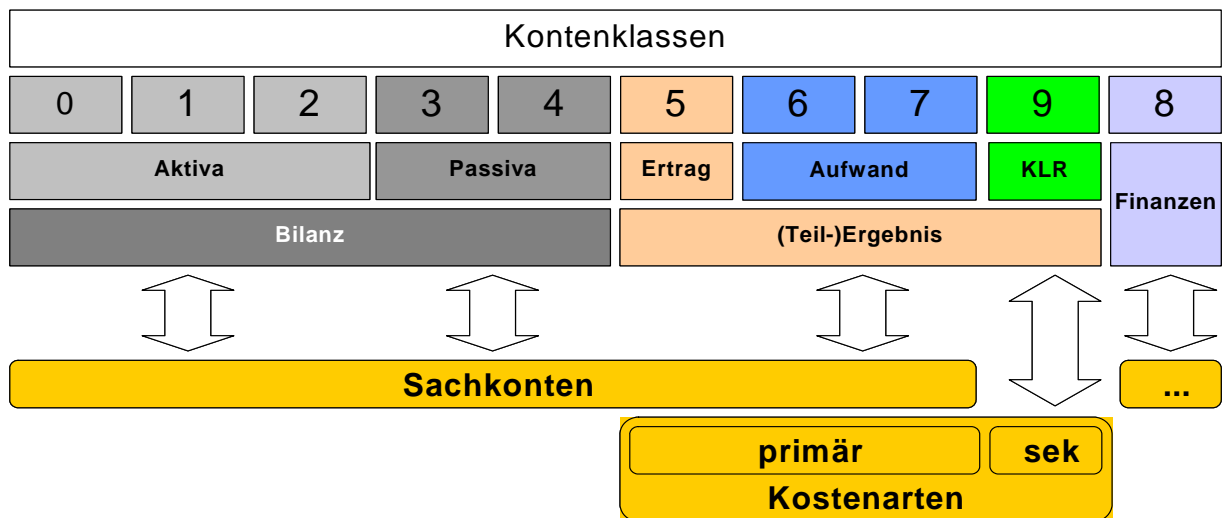 Kontenklassen
0 1 2 3 4 5 6 7 9 8
Aktiva Passiva Ertrag Aufwand KLR
Finanzen
Bilanz (Teil-)Ergebnis
Sachkonten ...
primär sek
Kostenarten